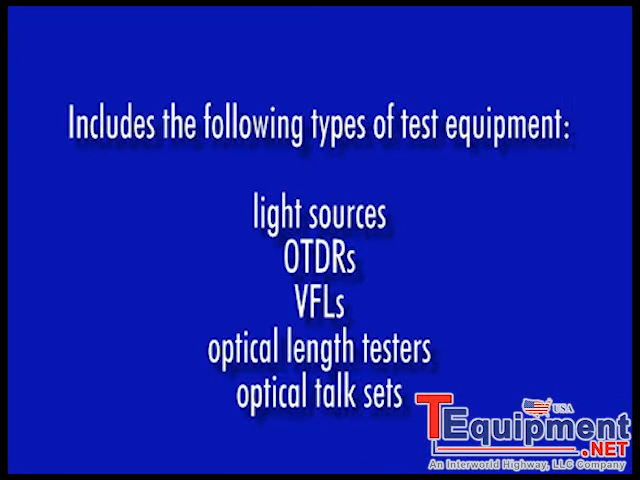 Includes the following types of test equipment:
light sources
OTDRs
VFLs
optical length testers
optical talk sets
USA
TEquipment
.NET
An Interworld Highway, LLC Company